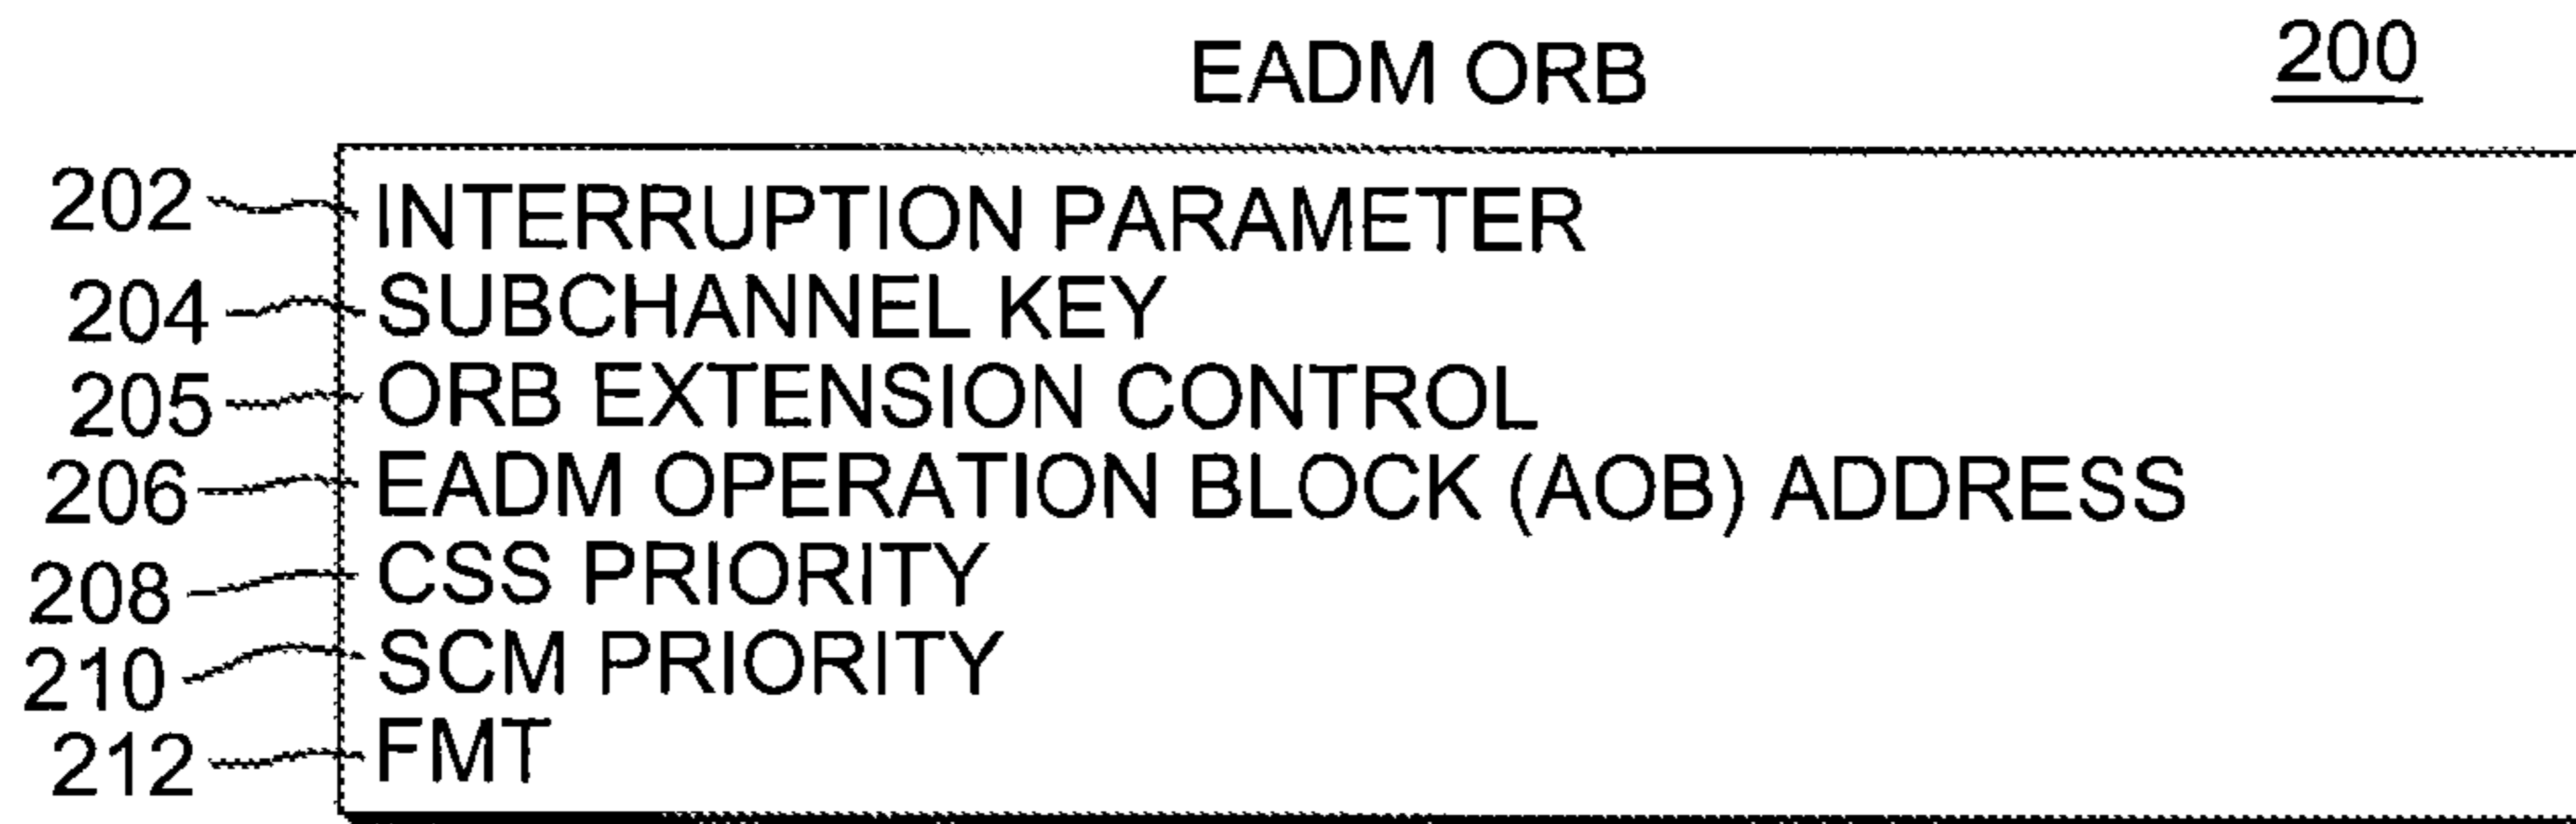 EADM ORB 200
202 INTERRUPTION PARAMETER
204 SUBCHANNEL KEY
205 ORB EXTENSION CONTROL
206 EADM OPERATION BLOCK (AOB) ADDRESS
208 CSS PRIORITY
210 SCM PRIORITY
212 FMT